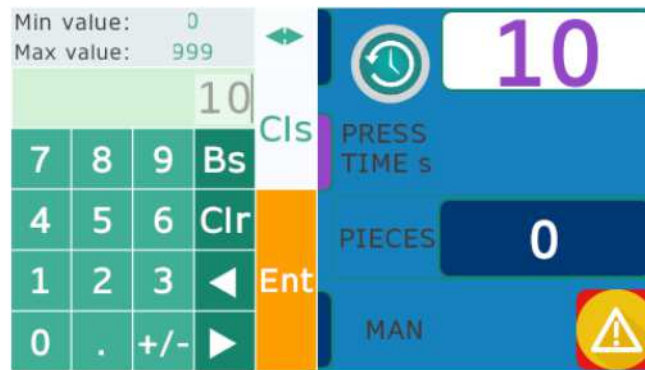 Min value: 0
Max value: 999
10
Cls
7 8 9 Bs
4 5 6 Clr
1 2 3 ◀ Ent
0 . +/- ▶
10
PRESS
TIME s
PIECES 0
MAN